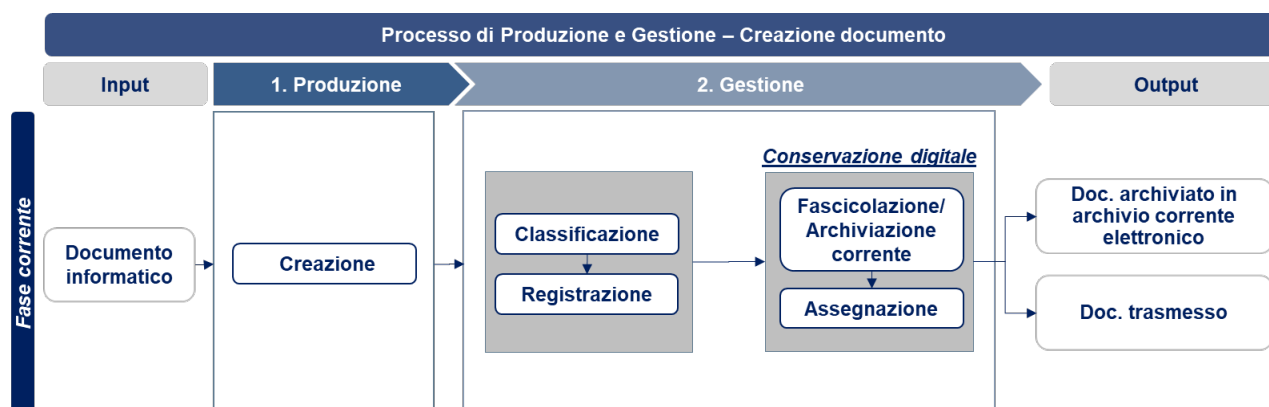 Processo di Produzione e Gestione – Creazione documento
Input
1. Produzione
2. Gestione
Output
Fase corrente
Documento
informatico
Creazione
Classificazione
Registrazione
Conservazione digitale
Fascicolazione/
Archiviazione
corrente
Assegnazione
Doc. archiviato in
archivio corrente
elettronico
Doc. trasmesso